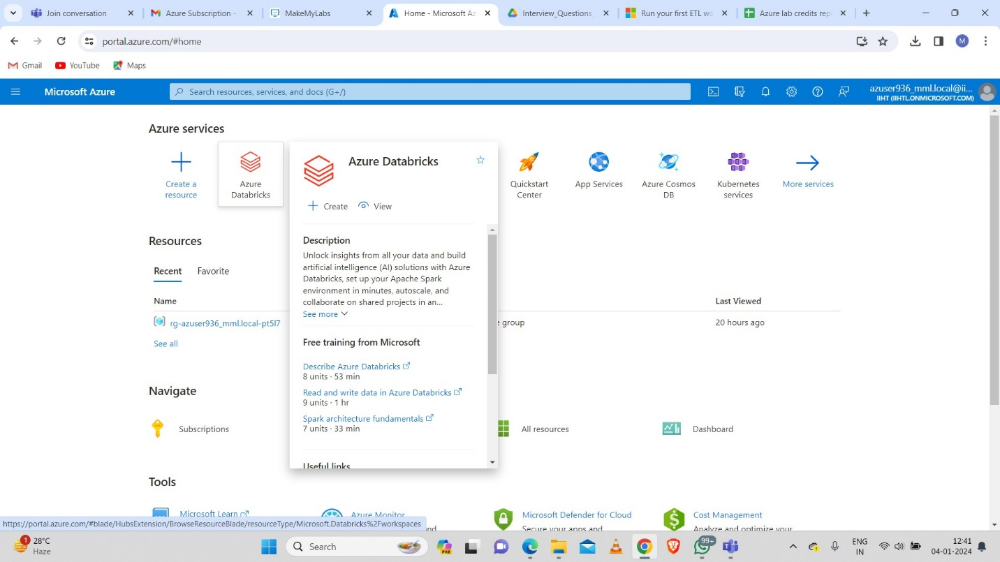 Join conversation
Azure Subscription -
MakeMyLabs
Home - Microsoft Az
Interview_Questions_
Run your first ETL wo
Azure lab credits rep
portal.azure.com/#home
M
Gmail
YouTube
Maps
Microsoft Azure
Search resources, services, and docs (G+/)
azuser936_mml.local@ii...
IIHT (IIHTL.ONMICROSOFT.COM)
Azure services
Create a
resource
Azure
Databricks
Azure Databricks
Create
View
Quickstart
Center
App Services
Azure Cosmos
DB
Kubernetes
services
More services
Description
Unlock insights from all your data and build
artificial intelligence (AI) solutions with Azure
Databricks, set up your Apache Spark
environment in minutes, autoscale, and
collaborate on shared projects in an...
See more
Free training from Microsoft
Describe Azure Databricks
8 units · 53 min
Read and write data in Azure Databricks
9 units · 1 hr
Spark architecture fundamentals
7 units · 33 min
Useful links
Resources
Recent
Favorite
Name
Last Viewed
rg-azuser936_mml.local-pt5l7
e group
20 hours ago
See all
Navigate
Subscriptions
All resources
Dashboard
Tools
Microsoft Learn
Azure Monitor
Microsoft Defender for Cloud
Cost Management
Secure your apps and
Analyze and optimize your
https://portal.azure.com/#blade/HubsExtension/BrowseResourceBlade/resourceType/Microsoft.Databricks%2Fworkspaces
nd
1
28°C
Haze
Search
PRE
99+
ENG
IN
12:41
04-01-2024